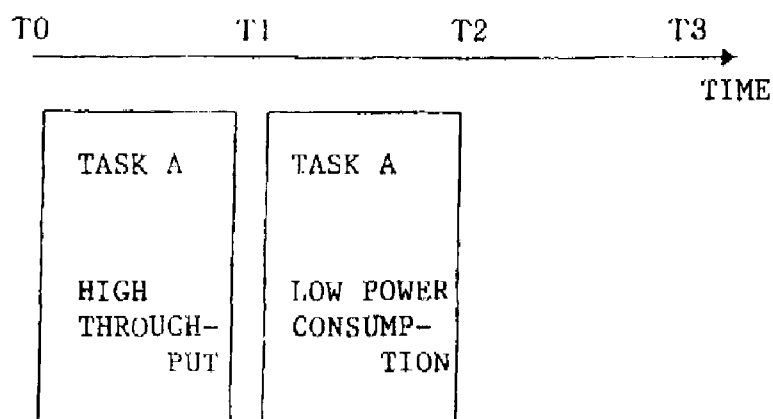 T0 T1 T2 T3
TIME
TASK A TASK A
HIGH LOW POWER
THROUGH- CONSUMP-
PUT TION